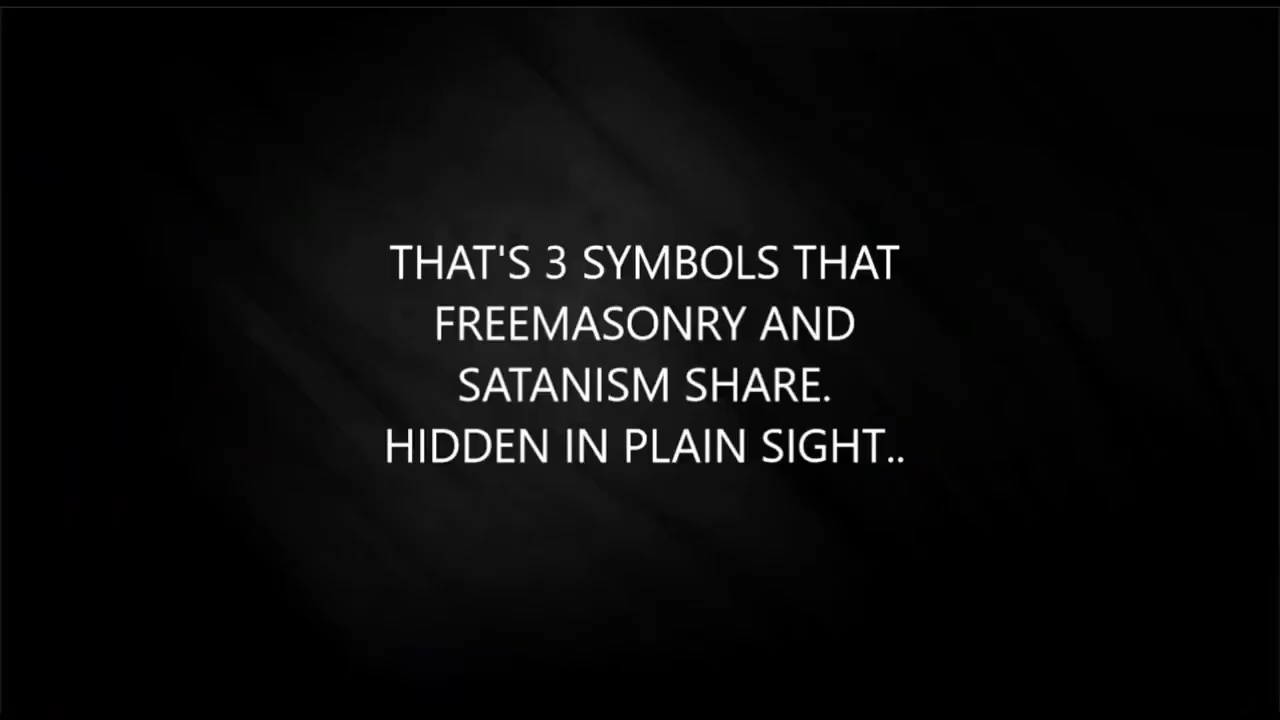 THAT'S 3 SYMBOLS THAT
FREEMASONRY AND
SATANISM SHARE.
HIDDEN IN PLAIN SIGHT..